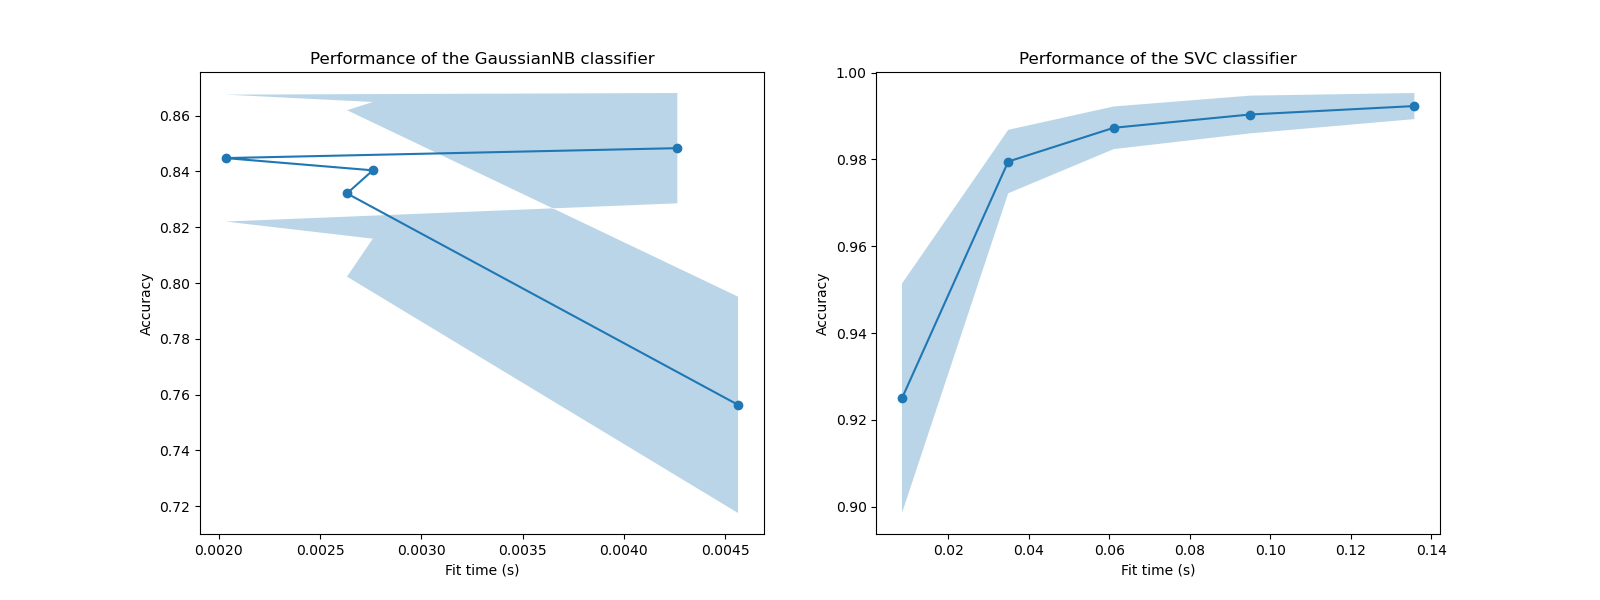 Performance of the GaussianNB classifier
Accuracy
0.86
0.84
0.82
0.80
0.78
0.76
0.74
0.72
0.0020 0.0025 0.0030 0.0035 0.0040 0.0045
Fit time (s)
Performance of the SVC classifier
Accuracy
1.00
0.98
0.96
0.94
0.92
0.90
0.02 0.04 0.06 0.08 0.10 0.12 0.14
Fit time (s)